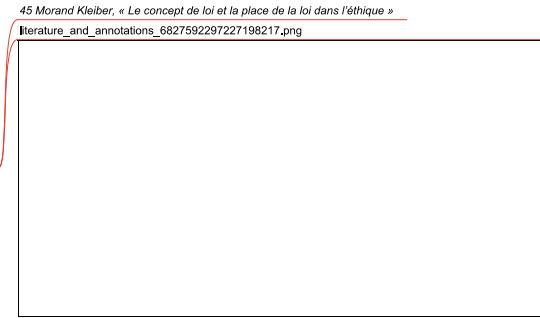 45 Morand Kleiber, « Le concept de loi et la place de la loi dans l'éthique »
literature_and_annotations_6827592297227198217.png